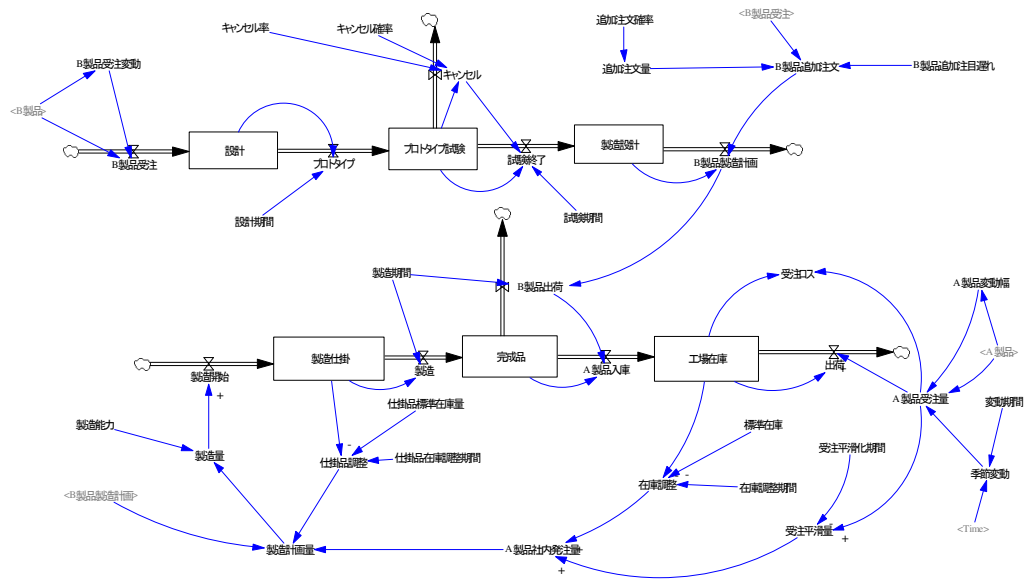 <B製品受注>
追加注文確率
キャンセル率
キャンセル確率
B製品受注変動
キャンセル
追加注文量
B製品追加注文
B製品追加注目遅れ
<B製品>
設計
プロトタイプ試験
製造設計
B製品受注
プロトタイプ
試験終了
B製品製造計画
設計期間
試験期間
製造期間
受注ロス
B製品出荷
A製品変動幅
製造仕掛
完成品
工場在庫
<A製品>
製造開始
製造
A製品入庫
出荷
+
仕掛品標準在庫量
A製品受注量
変動期間
製造能力
標準在庫
-
受注平滑化期間
製造量
仕掛品調整
仕掛品在庫調整期間
-
季節変動
<B製品製造計画>
在庫調整
在庫調整期間
<Time>
受注平滑量
-
+
製造計画量
A製品社内発注量
+
+